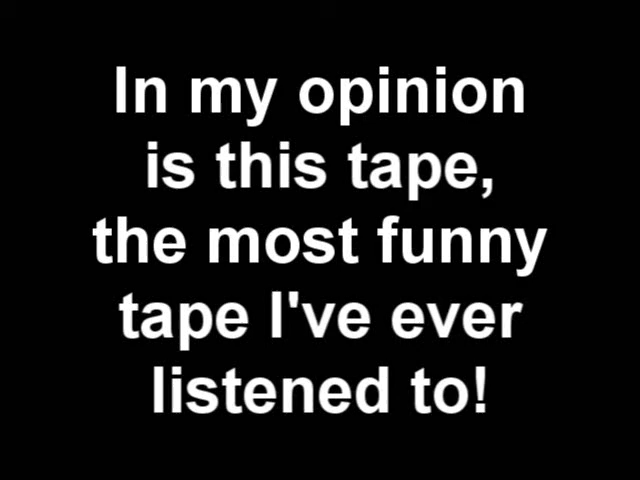 In my opinion
is this tape,
the most funny
tape I've ever
listened to!